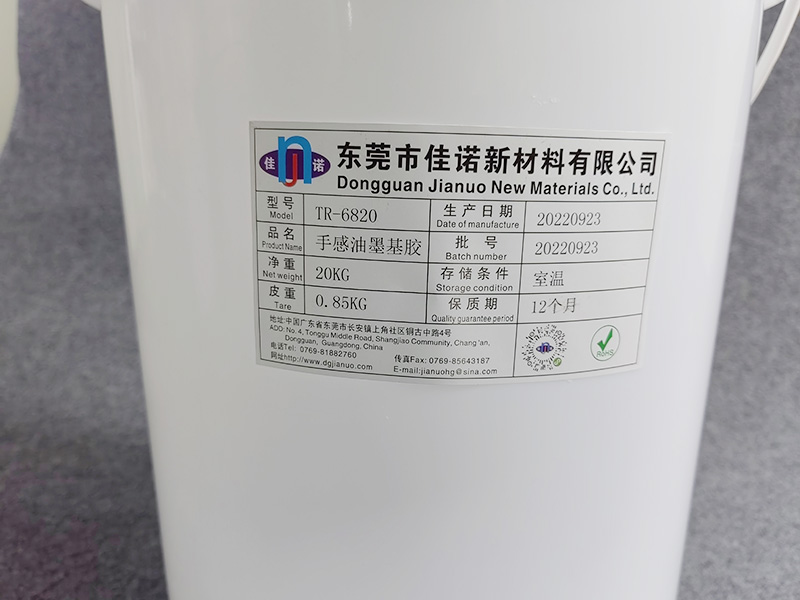 佳 nJ 诺
东莞市佳诺新材料有限公司
Dongguan Jianuo New Materials Co., Ltd.
型号 Model TR-6820 生产日期 Date of manufacture 20220923
品名 Product Name 手感油墨基胶 批号 Batch number 20220923
净重 Net weight 20KG 存储条件 Storage condition 室温
皮重 Tare 0.85KG 保质期 Quality guarantee period 12个月
地址:中国广东省东莞市长安镇上角社区铜古中路4号
ADD: No. 4, Tonggu Middle Road, Shangjiao Community, Chang'an,
Dongguan, Guangdong, China
电话Tel: 0769-81882760 传真Fax: 0769-85643187
网址http://www.dgjianuo.com E-mail:jianuohg@sina.com
RoHS